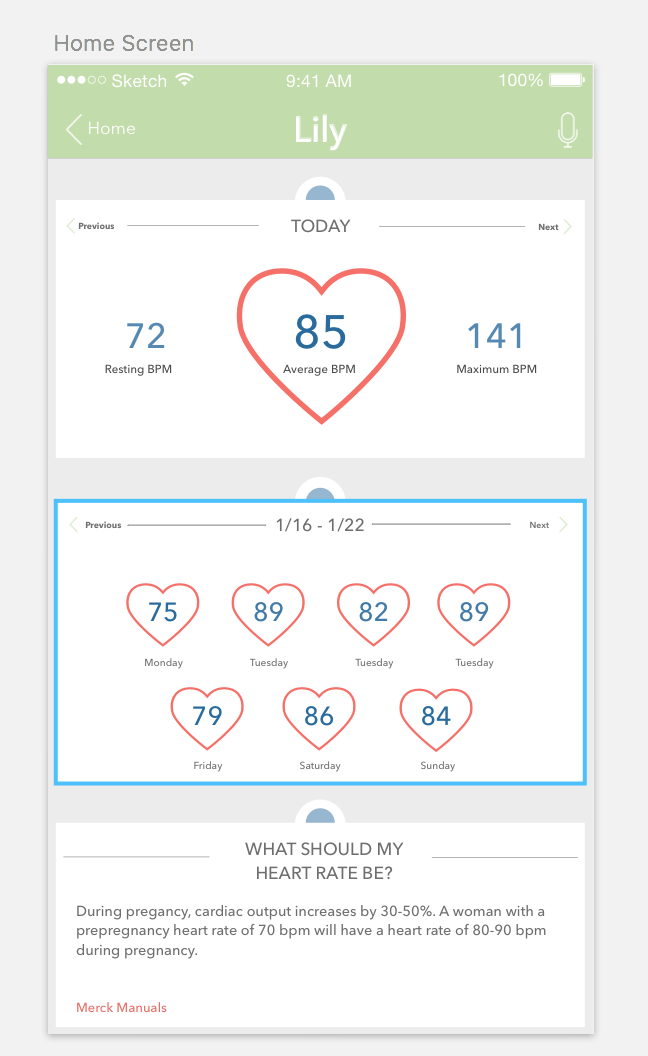 Home Screen
Sketch 9:41 AM 100%
Home Lily
Previous TODAY Next
72 85 141
Resting BPM Average BPM Maximum BPM
Previous 1/16 - 1/22 Next
75 89 82 89
Monday Tuesday Tuesday Tuesday
79 86 84
Friday Saturday Sunday
WHAT SHOULD MY
HEART RATE BE?
During pregancy, cardiac output increases by 30-50%. A woman with a
prepregnancy heart rate of 70 bpm will have a heart rate of 80-90 bpm
during pregnancy.
Merck Manuals